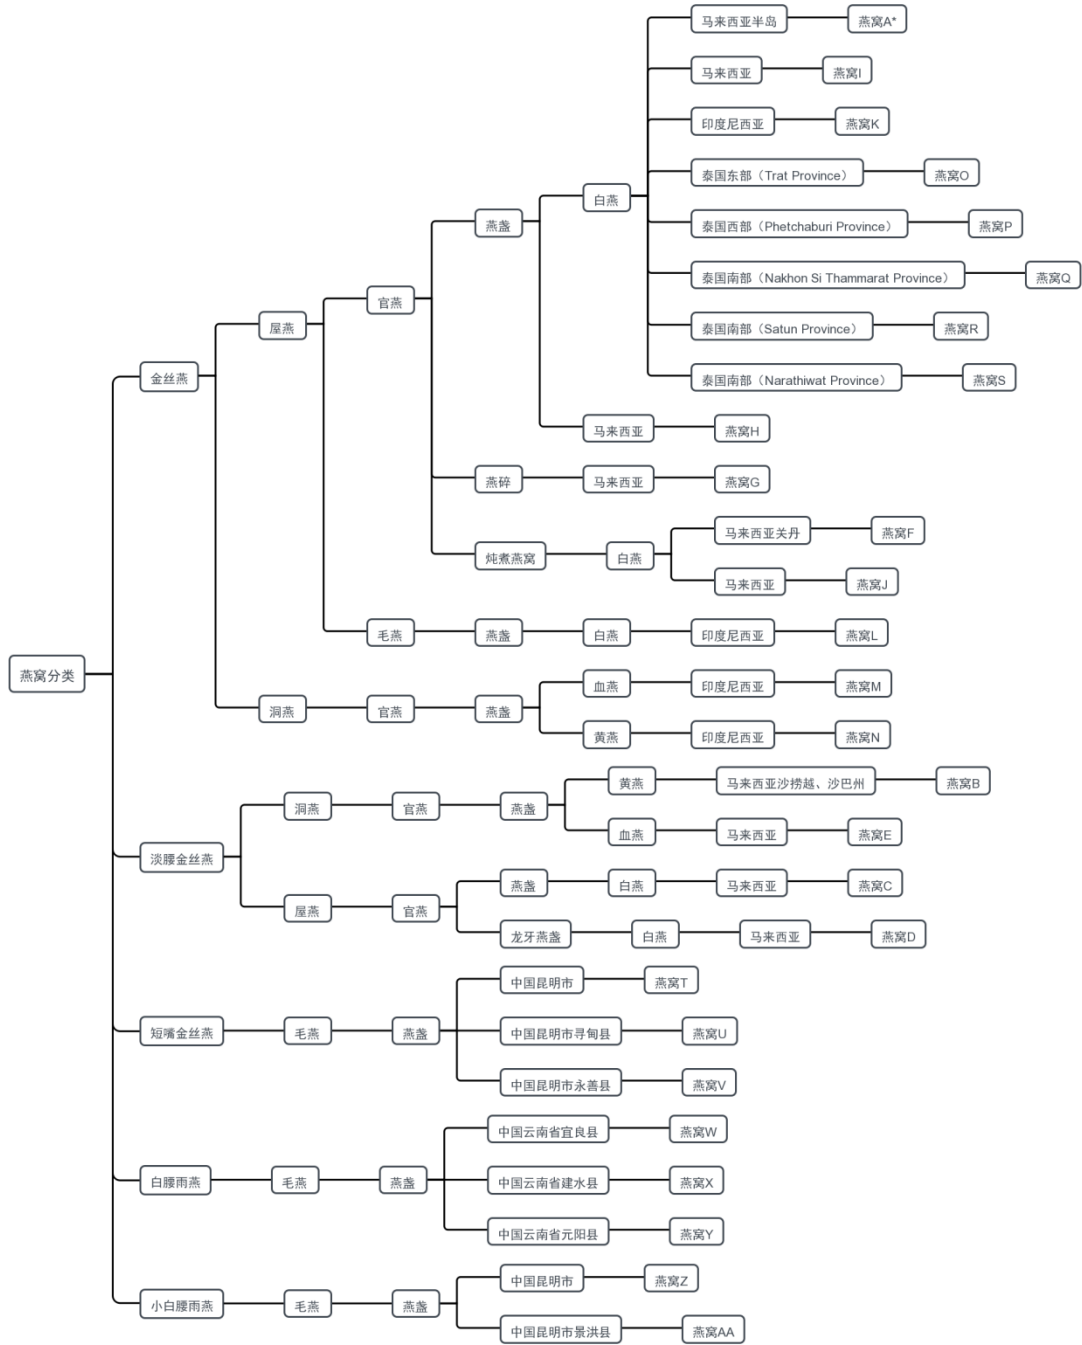 马来西亚半岛 燕窝A*
马来西亚 燕窝I
印度尼西亚 燕窝K
泰国东部（Trat Province） 燕窝O
白燕
燕盏
泰国西部（Phetchaburi Province） 燕窝P
泰国南部（Nakhon Si Thammarat Province） 燕窝Q
官燕
屋燕
泰国南部（Satun Province） 燕窝R
金丝燕
泰国南部（Narathiwat Province） 燕窝S
马来西亚 燕窝H
燕碎 马来西亚 燕窝G
马来西亚关丹 燕窝F
炖煮燕窝 白燕
马来西亚 燕窝J
毛燕 燕盏 白燕 印度尼西亚 燕窝L
燕窝分类
血燕 印度尼西亚 燕窝M
洞燕 官燕 燕盏
黄燕 印度尼西亚 燕窝N
黄燕 马来西亚沙捞越、沙巴州 燕窝B
洞燕 官燕 燕盏
血燕 马来西亚 燕窝E
淡腰金丝燕
燕盏 白燕 马来西亚 燕窝C
屋燕 官燕
龙牙燕盏 白燕 马来西亚 燕窝D
中国昆明市 燕窝T
短嘴金丝燕 毛燕 燕盏 中国昆明市寻甸县 燕窝U
中国昆明市永善县 燕窝V
中国云南省宜良县 燕窝W
白腰雨燕 毛燕 燕盏 中国云南省建水县 燕窝X
中国云南省元阳县 燕窝Y
中国昆明市 燕窝Z
小白腰雨燕 毛燕 燕盏
中国昆明市景洪县 燕窝AA